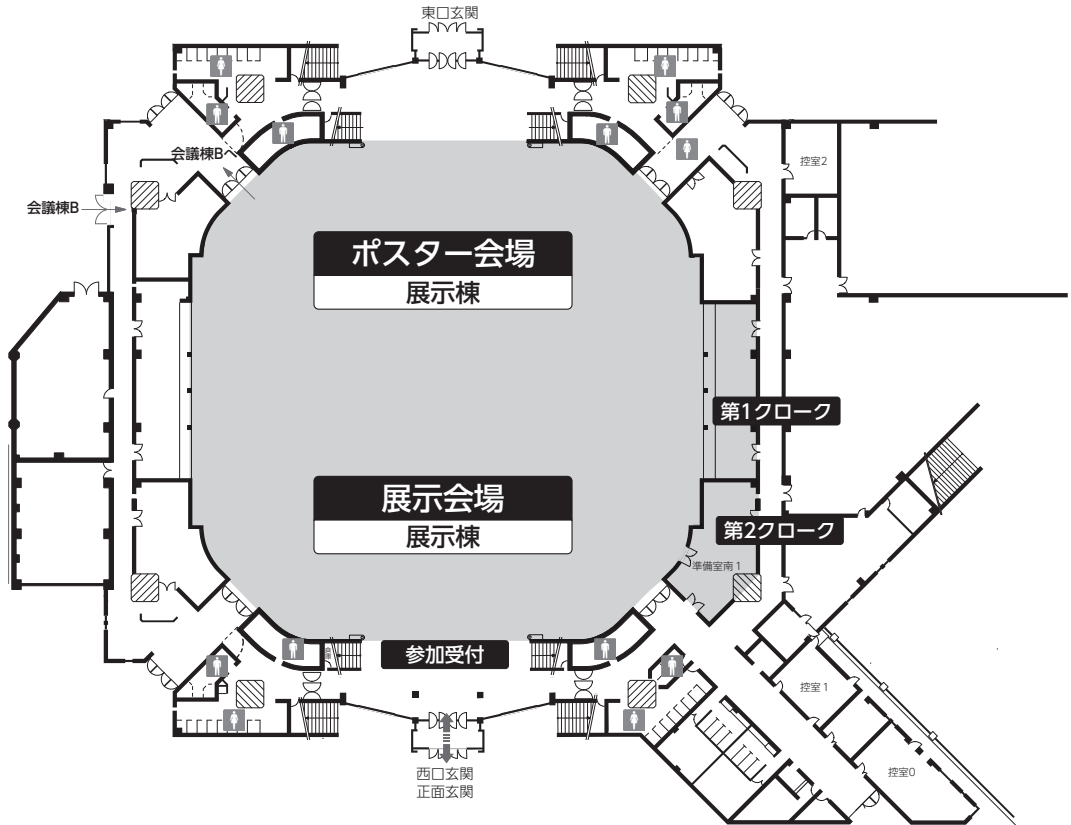 東口玄関
会議棟Bへ
控室2
会議棟B
ポスター会場
展示棟
第1クローク
展示会場
展示棟
第2クローク
準備室南1
参加受付
控室1
西口玄関
正面玄関
控室0